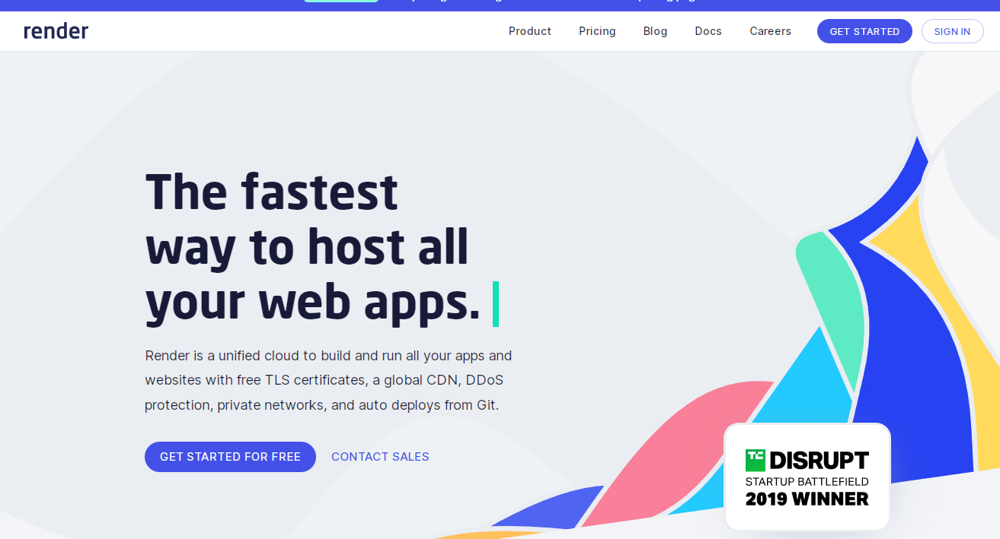 render
Product Pricing Blog Docs Careers GET STARTED SIGN IN
The fastest
way to host all
your web apps.
Render is a unified cloud to build and run all your apps and
websites with free TLS certificates, a global CDN, DDoS
protection, private networks, and auto deploys from Git.
GET STARTED FOR FREE CONTACT SALES
TC DISRUPT
STARTUP BATTLEFIELD
2019 WINNER